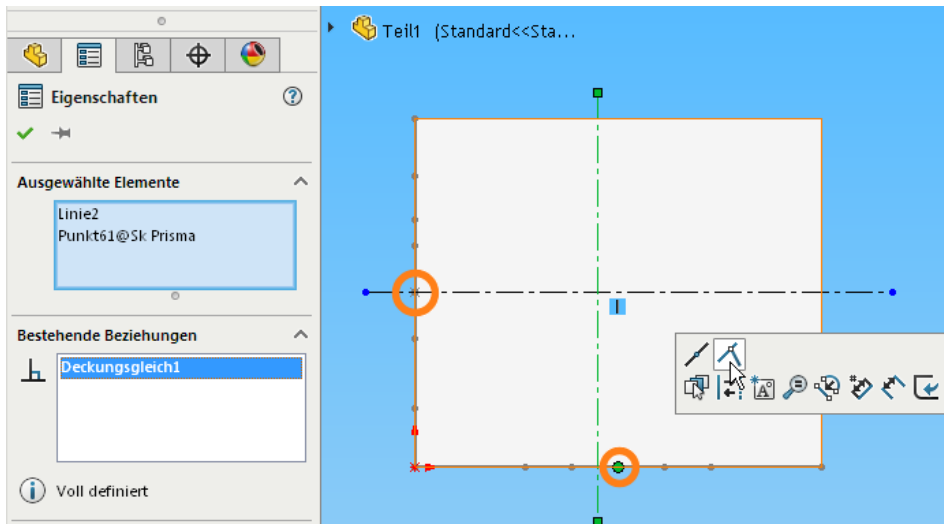 Teil1 (Standard<<Sta...
Eigenschaften
Ausgewählte Elemente
Linie2
Punkt61@Sk Prisma
Bestehende Beziehungen
Deckungsgleich1
Voll definiert